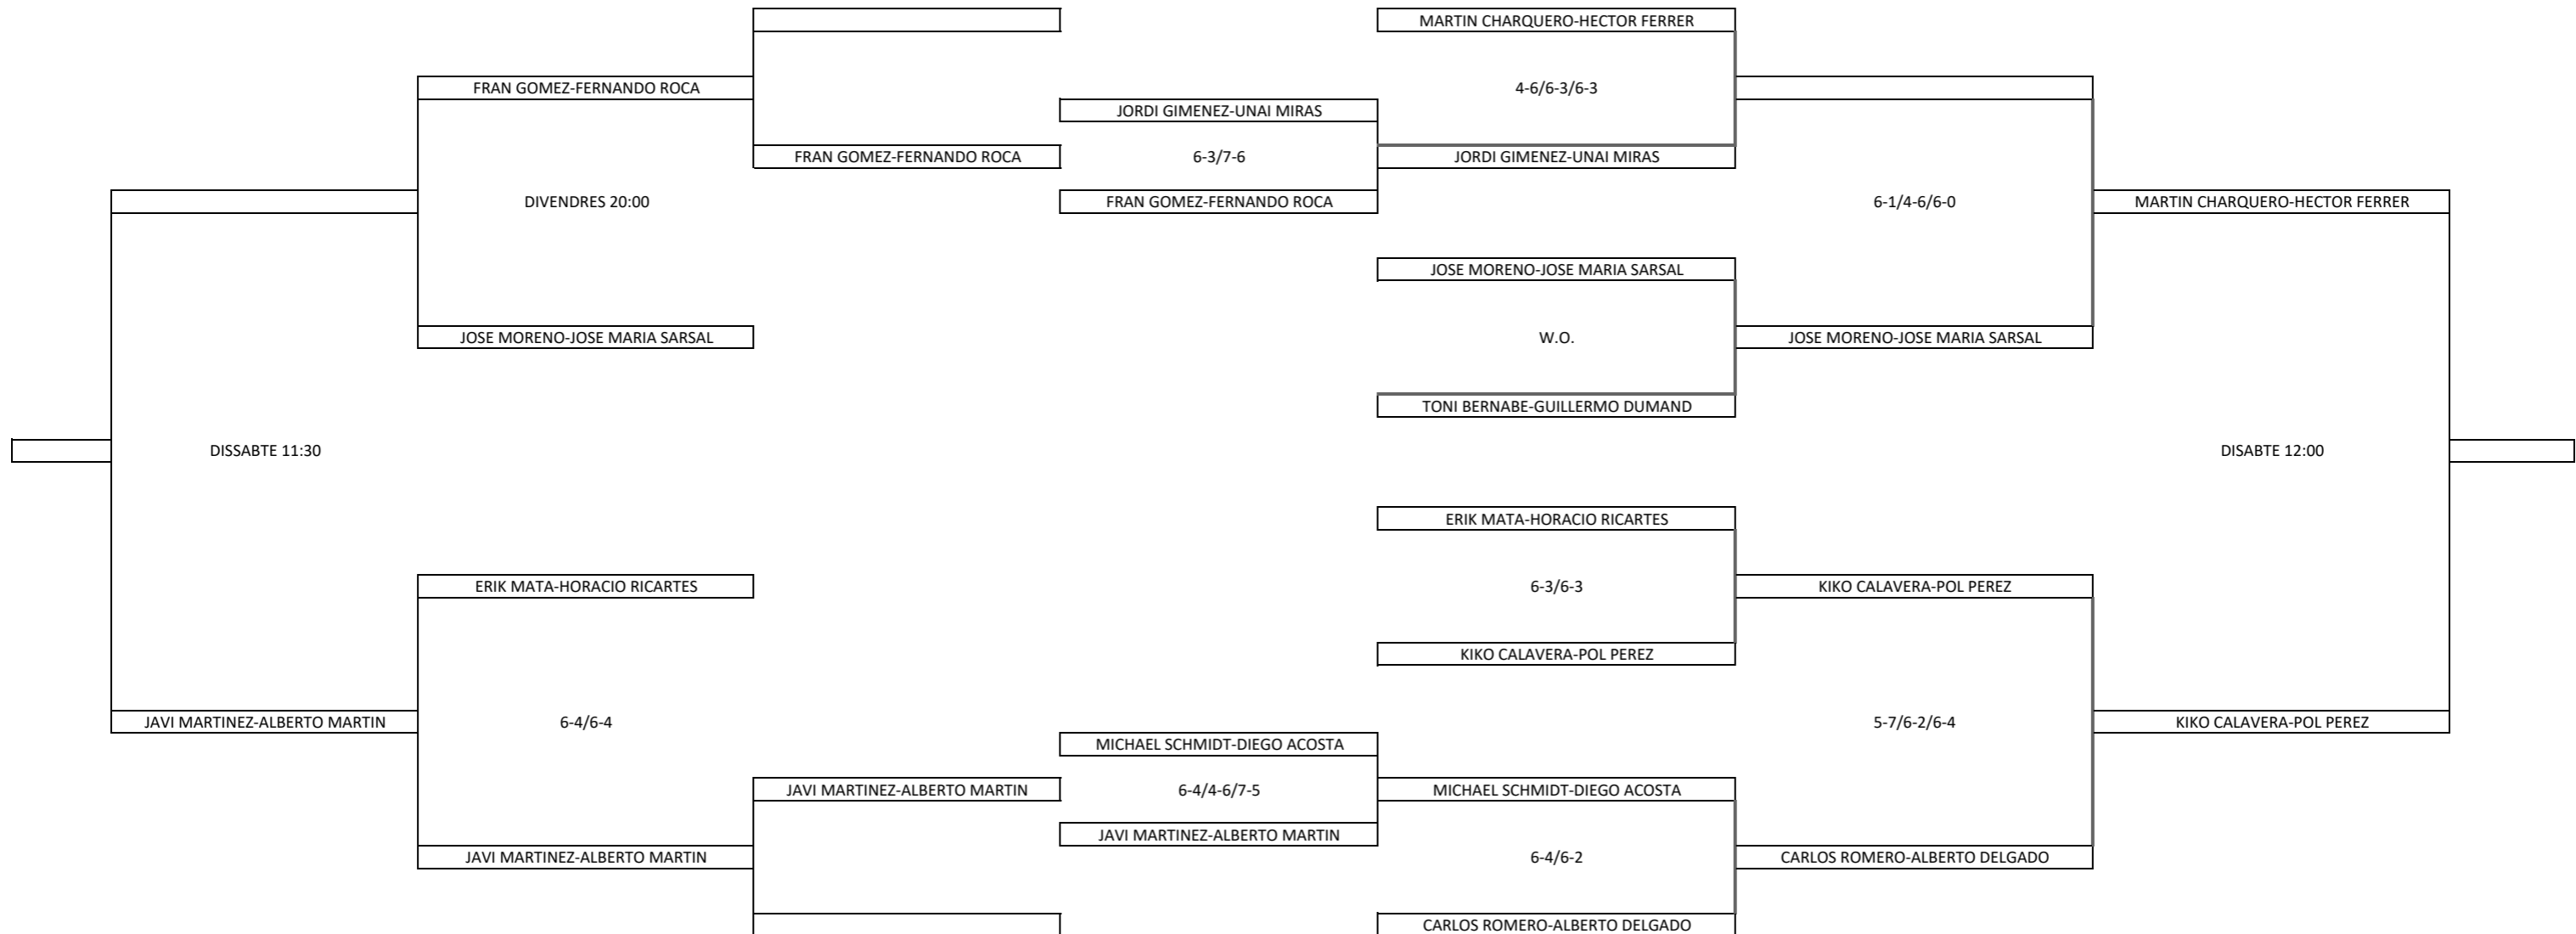 MARTIN CHARQUERO-HECTOR FERRER
FRAN GOMEZ-FERNANDO ROCA
4-6/6-3/6-3
JORDI GIMENEZ-UNAI MIRAS
FRAN GOMEZ-FERNANDO ROCA
6-3/7-6
JORDI GIMENEZ-UNAI MIRAS
DIVENDRES 20:00
FRAN GOMEZ-FERNANDO ROCA
6-1/4-6/6-0
MARTIN CHARQUERO-HECTOR FERRER
JOSE MORENO-JOSE MARIA SARSAL
JOSE MORENO-JOSE MARIA SARSAL
W.O.
JOSE MORENO-JOSE MARIA SARSAL
TONI BERNABE-GUILLERMO DUMAND
DISSABTE 11:30
DISABTE 12:00
ERIK MATA-HORACIO RICARTES
ERIK MATA-HORACIO RICARTES
6-3/6-3
KIKO CALAVERA-POL PEREZ
KIKO CALAVERA-POL PEREZ
JAVI MARTINEZ-ALBERTO MARTIN
6-4/6-4
5-7/6-2/6-4
KIKO CALAVERA-POL PEREZ
MICHAEL SCHMIDT-DIEGO ACOSTA
JAVI MARTINEZ-ALBERTO MARTIN
6-4/4-6/7-5
MICHAEL SCHMIDT-DIEGO ACOSTA
JAVI MARTINEZ-ALBERTO MARTIN
JAVI MARTINEZ-ALBERTO MARTIN
6-4/6-2
CARLOS ROMERO-ALBERTO DELGADO
CARLOS ROMERO-ALBERTO DELGADO